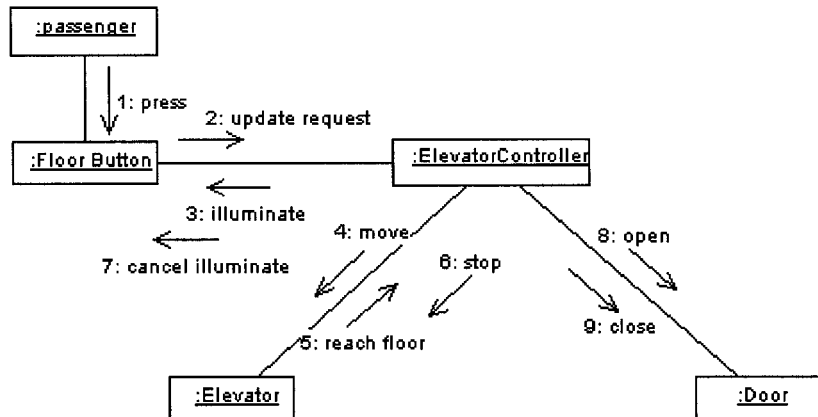 :passenger
1: press
2: update request
:Floor Button
:ElevatorController
3: illuminate
4: move
8: open
7: cancel illuminate
6: stop
9: close
5: reach floor
:Elevator
:Door